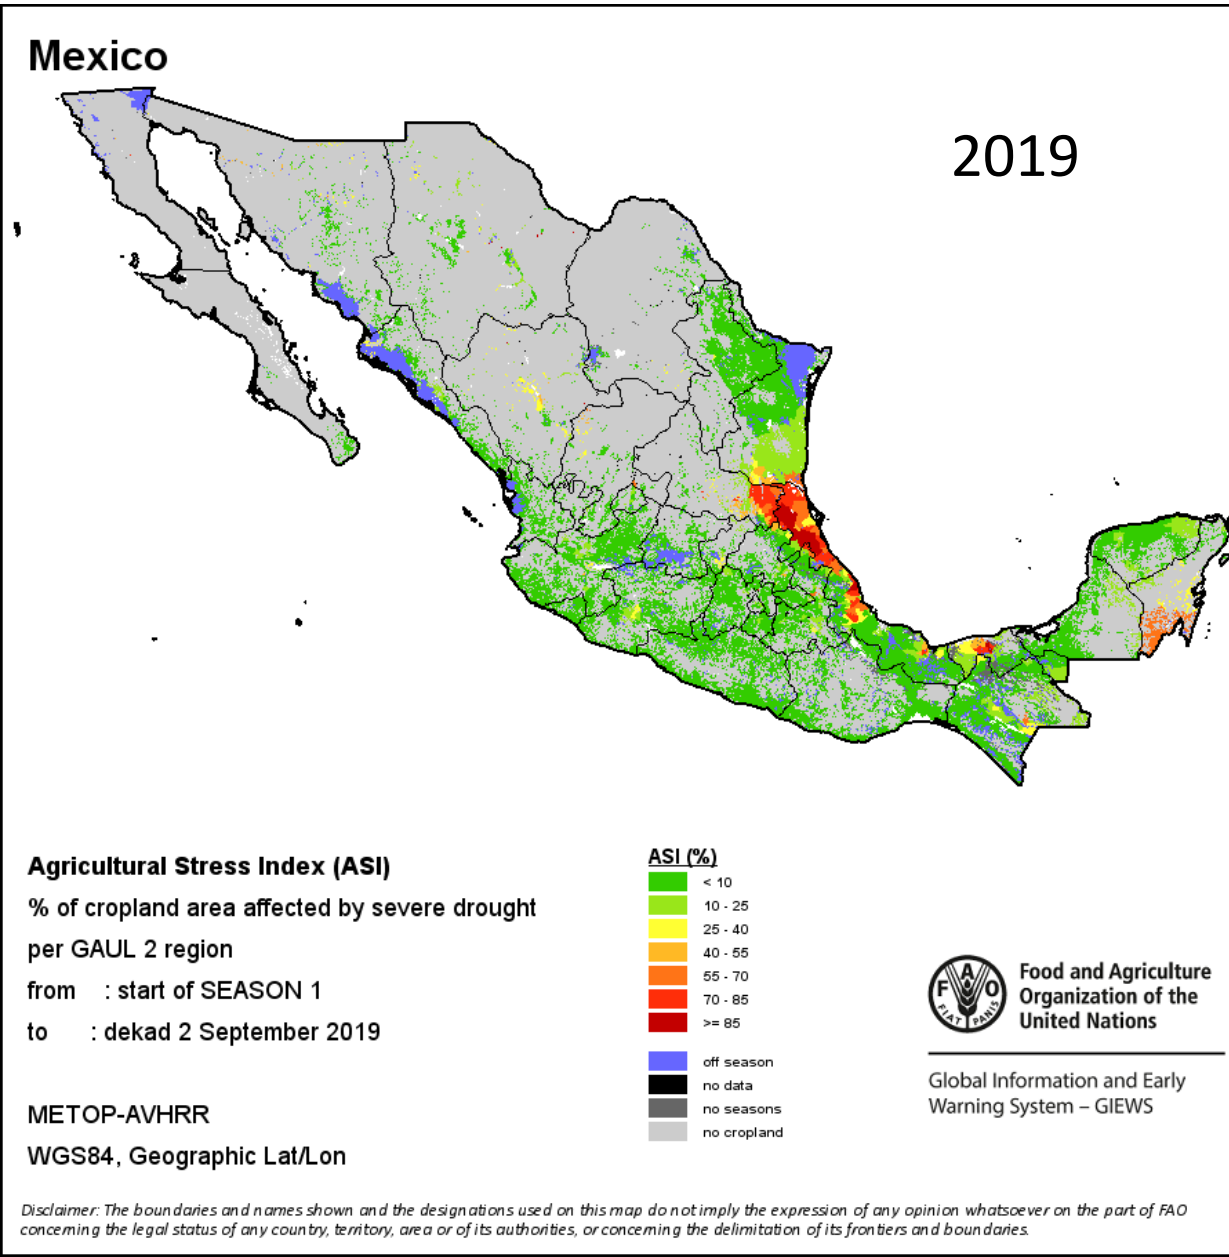 Mexico
2019
Agricultural Stress Index (ASI)
% of cropland area affected by severe drought
per GAUL 2 region
from : start of SEASON 1
to : dekad 2 September 2019
METOP-AVHRR
WGS84, Geographic Lat/Lon
ASI (%)
< 10
10 - 25
25 - 40
40 - 55
55 - 70
70 - 85
>= 85
off season
no data
no seasons
no cropland
F A O
FIAT PANIS
Food and Agriculture
Organization of the
United Nations
Global Information and Early
Warning System – GIEWS
Disclaimer: The boundaries and names shown and the designations used on this map do not imply the expression of any opinion whatsoever on the part of FAO
concerning the legal status of any country, territory, area or of its authorities, or concerning the delimitation of its frontiers and boundaries.